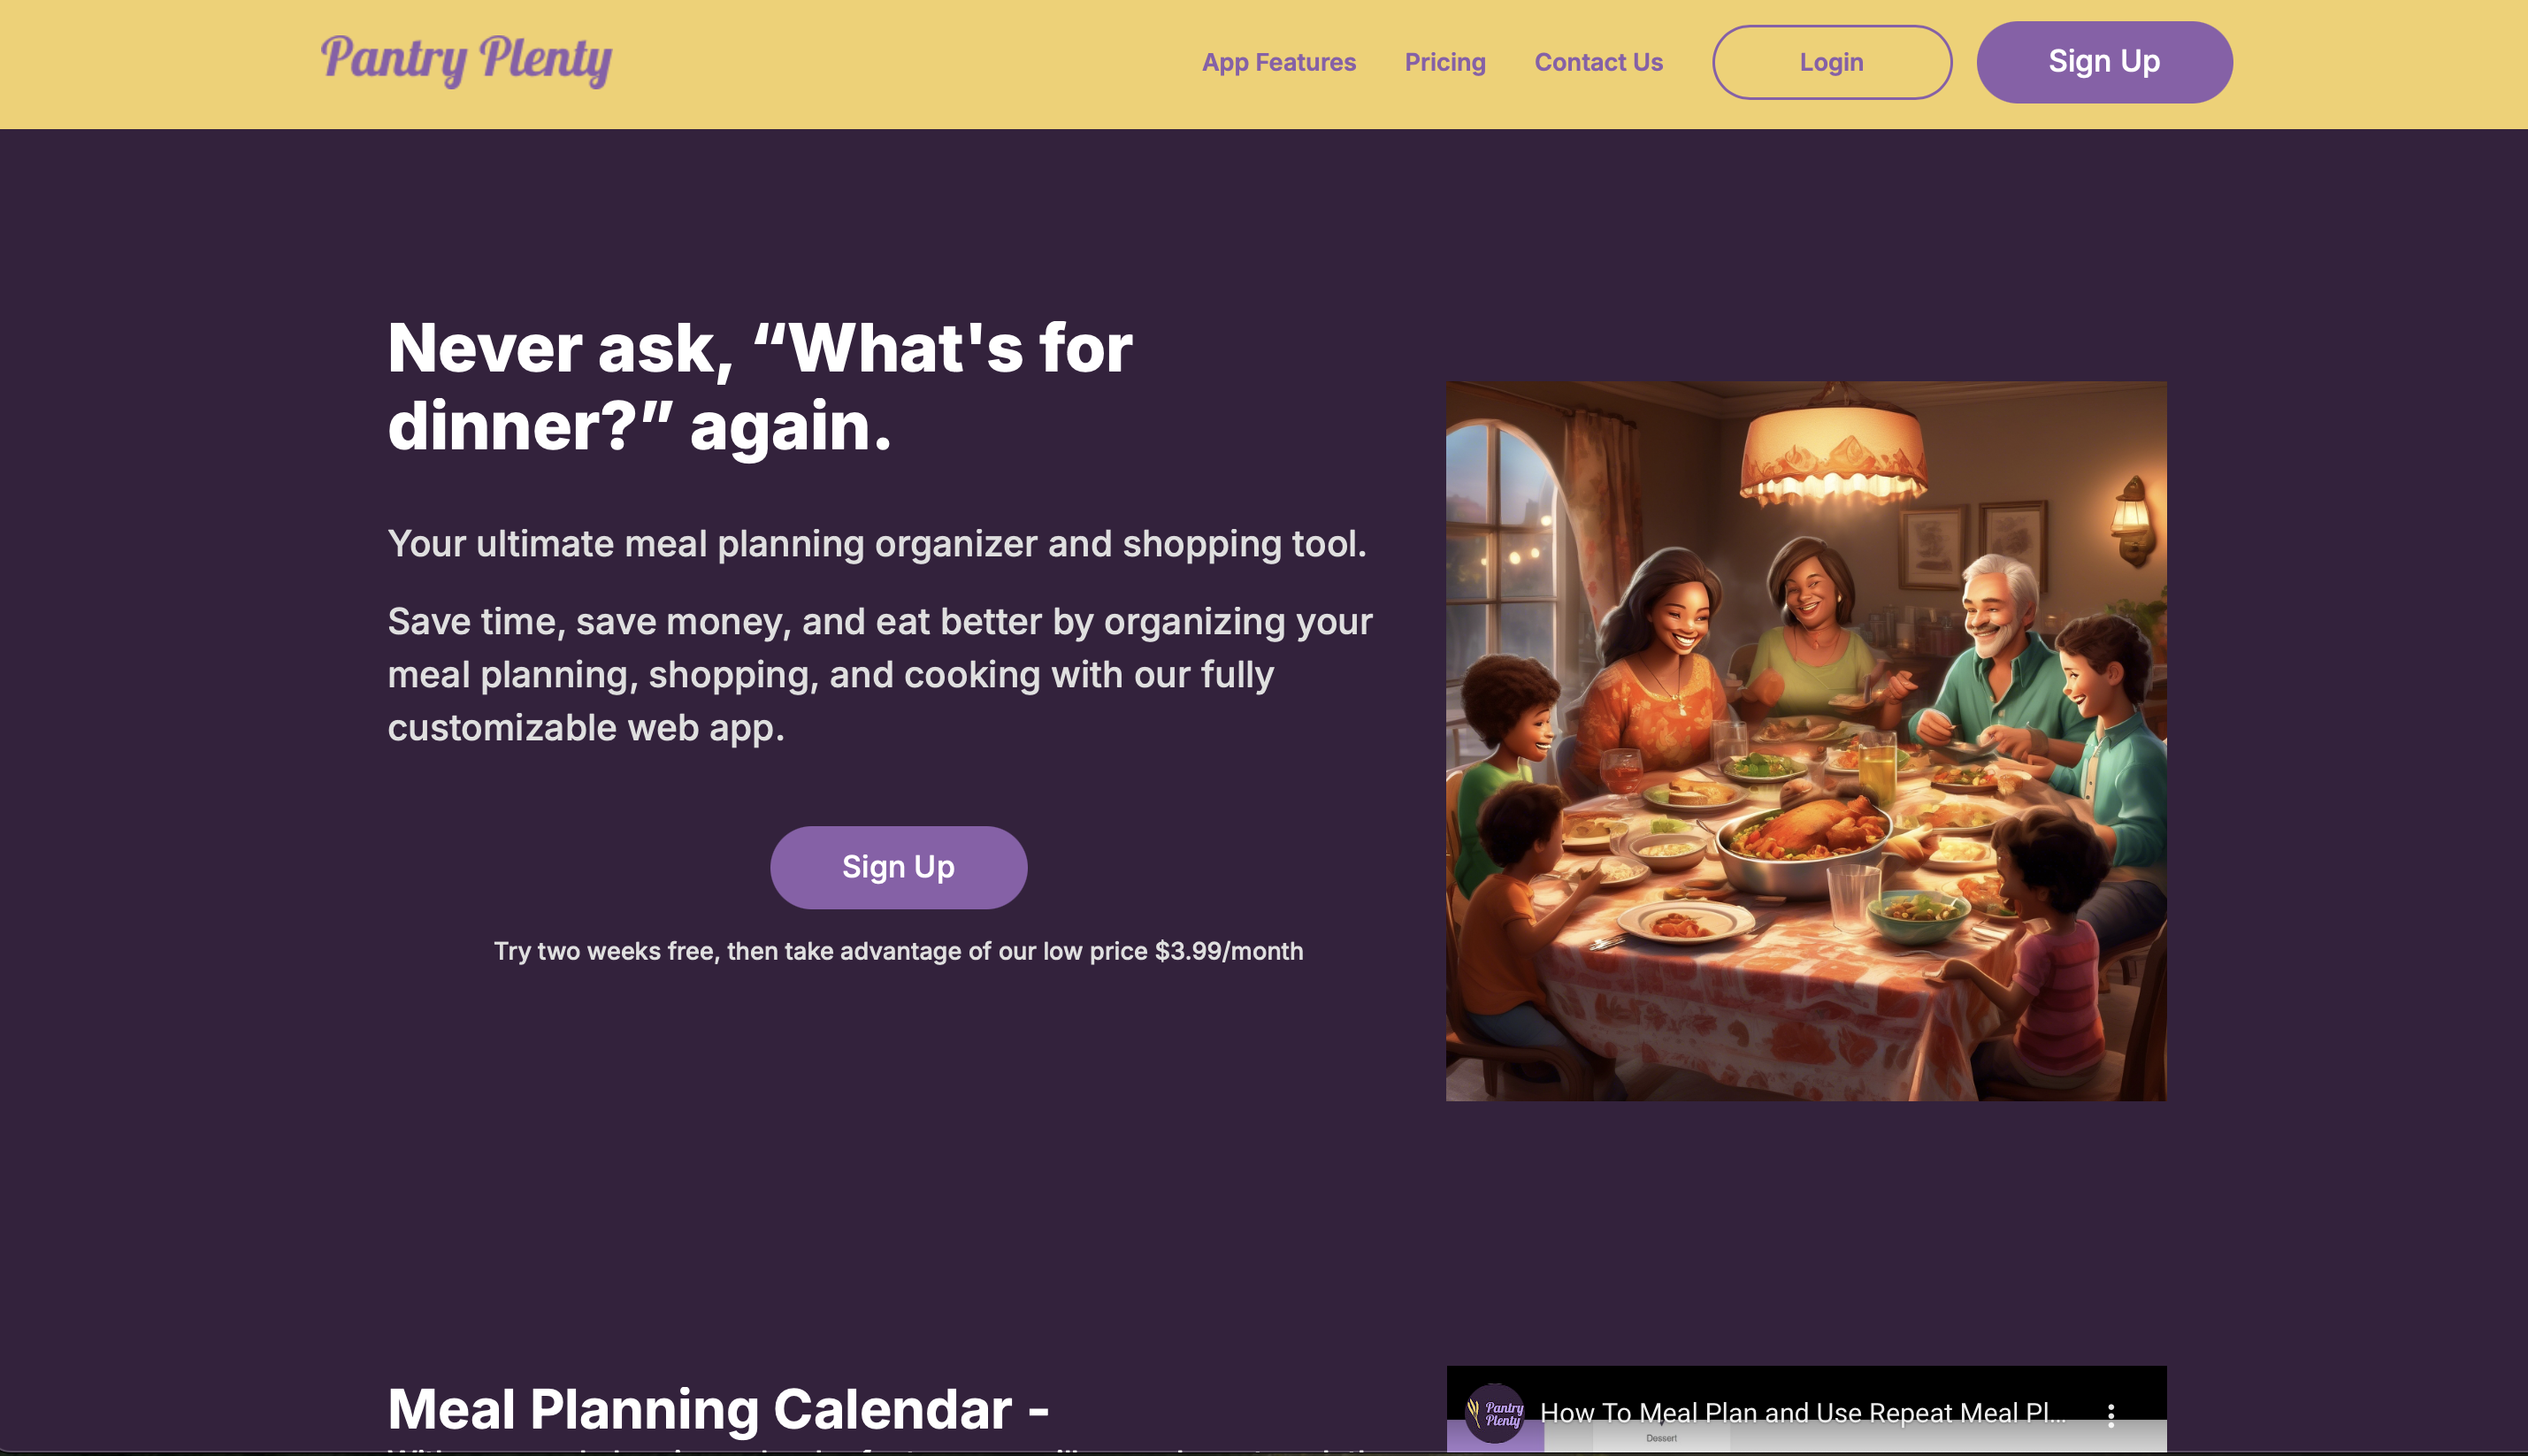 Pantry Plenty
App Features
Pricing
Contact Us
Login
Sign Up
Never ask, “What's for
dinner?” again.
Your ultimate meal planning organizer and shopping tool.
Save time, save money, and eat better by organizing your
meal planning, shopping, and cooking with our fully
customizable web app.
Sign Up
Try two weeks free, then take advantage of our low price $3.99/month
Meal Planning Calendar -
Pantry
Plenty
How To Meal Plan and Use Repeat Meal Pl...
Dessert